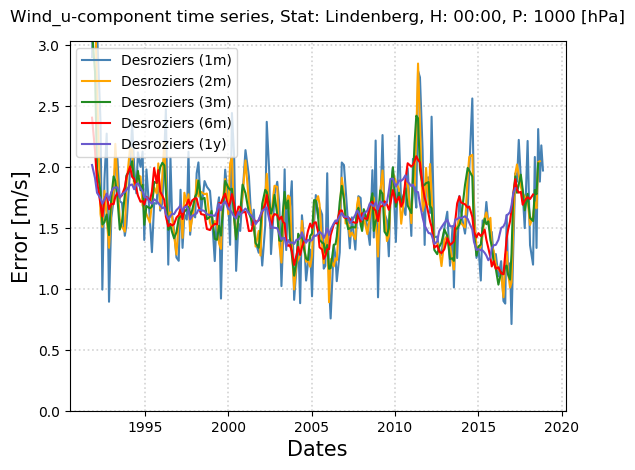 Wind_u-component time series, Stat: Lindenberg, H: 00:00, P: 1000 [hPa]
3.0
2.5
2.0
1.5
1.0
0.5
0.0
Error [m/s]
Desroziers (1m)
Desroziers (2m)
Desroziers (3m)
Desroziers (6m)
Desroziers (1y)
1995 2000 2005 2010 2015 2020
Dates